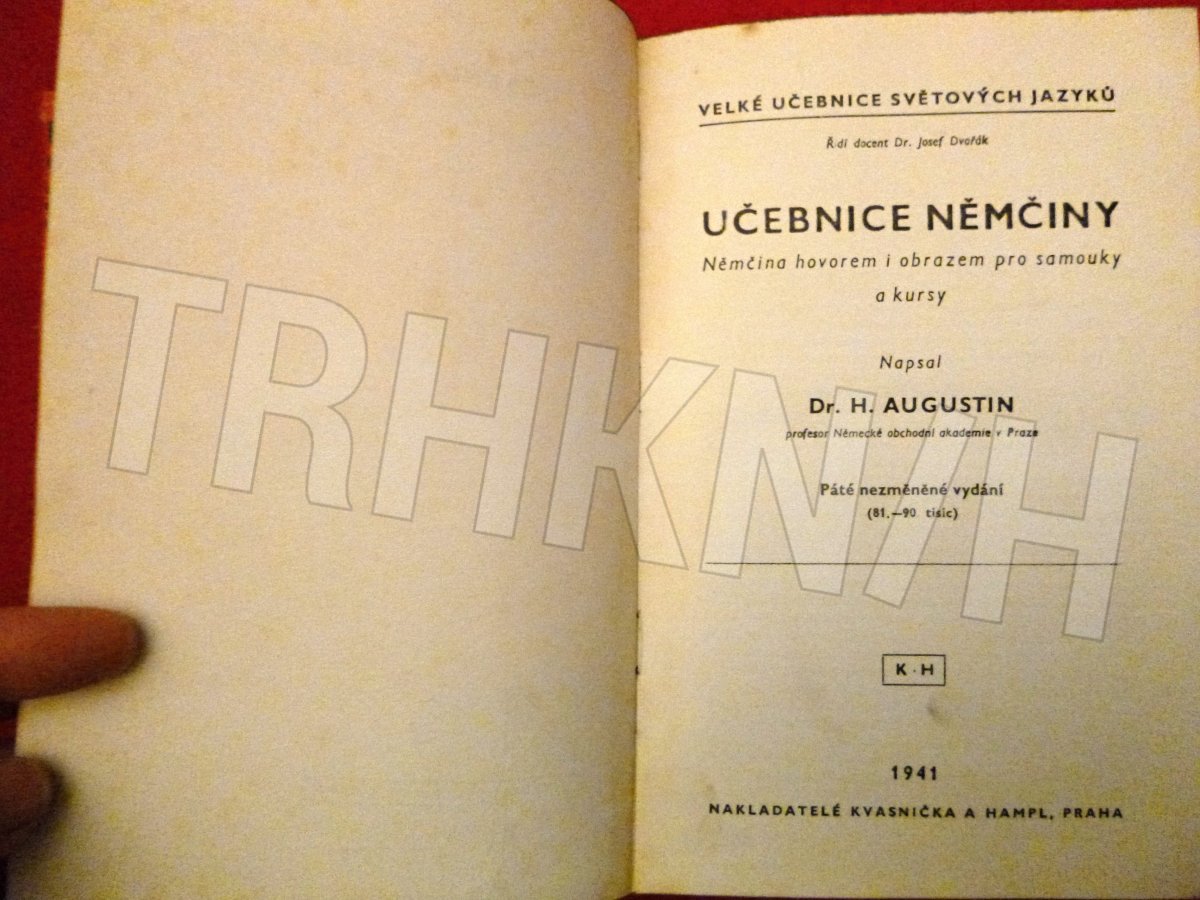 VELKÉ UČEBNICE SVĚTOVÝCH JAZYKŮ
Řídí docent Dr. Josef Dvořák
UČEBNICE NĚMČINY
Němčina hovorem i obrazem pro samouky
a kursy
Napsal
Dr. H. AUGUSTIN
profesor Německé obchodní akademie v Praze
Páté nezměněné vydání
(81.—90 tisíc)
K · H
1941
NAKLADATELÉ KVASNIČKA A HAMPL, PRAHA
TRHKNIH